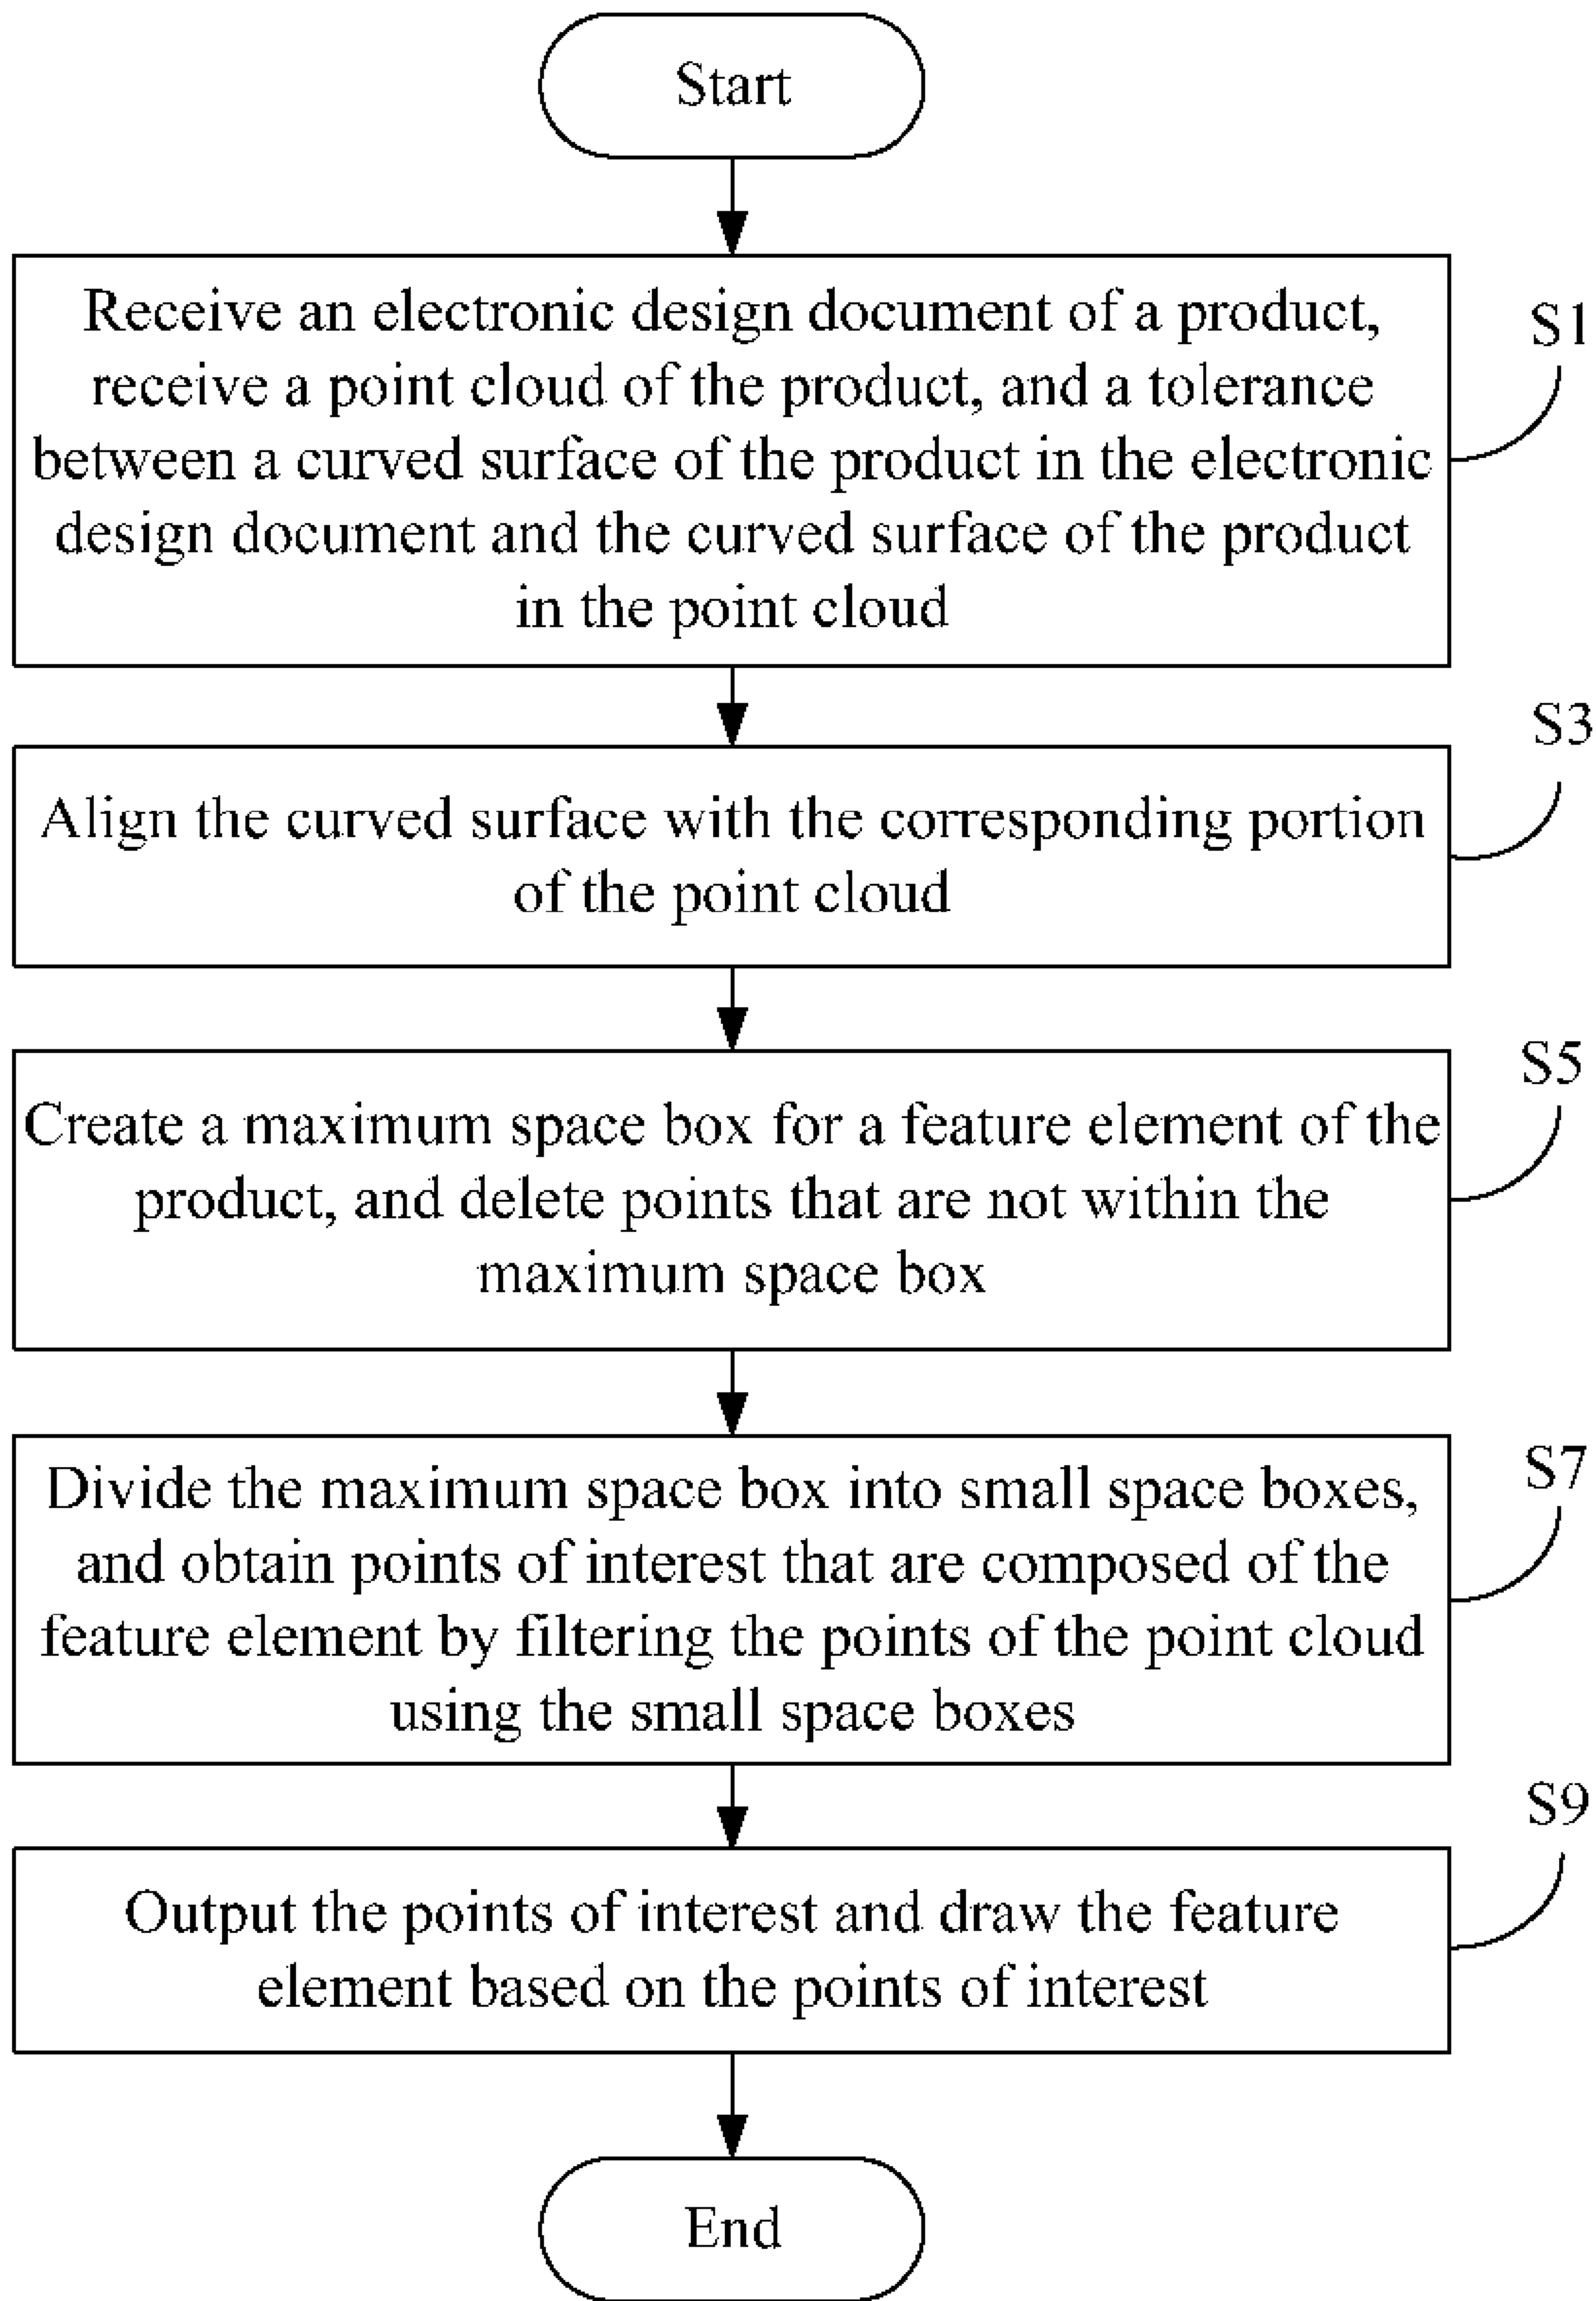 Start
Receive an electronic design document of a product,
receive a point cloud of the product, and a tolerance
between a curved surface of the product in the electronic
design document and the curved surface of the product
in the point cloud
S1
Align the curved surface with the corresponding portion
of the point cloud
S3
Create a maximum space box for a feature element of the
product, and delete points that are not within the
maximum space box
S5
Divide the maximum space box into small space boxes,
and obtain points of interest that are composed of the
feature element by filtering the points of the point cloud
using the small space boxes
S7
Output the points of interest and draw the feature
element based on the points of interest
S9
End